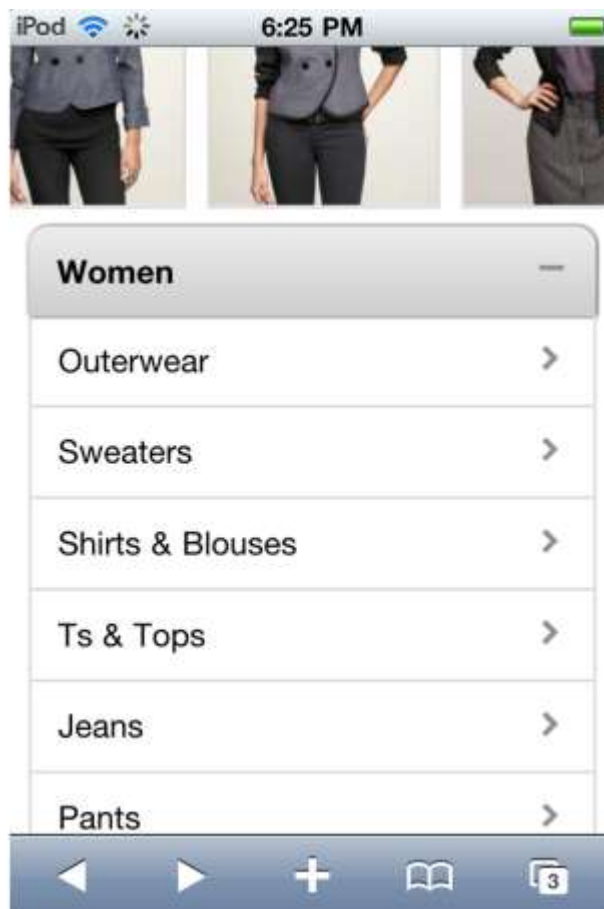 iPod 6:25 PM
Women
Outerwear
Sweaters
Shirts & Blouses
Ts & Tops
Jeans
Pants
3